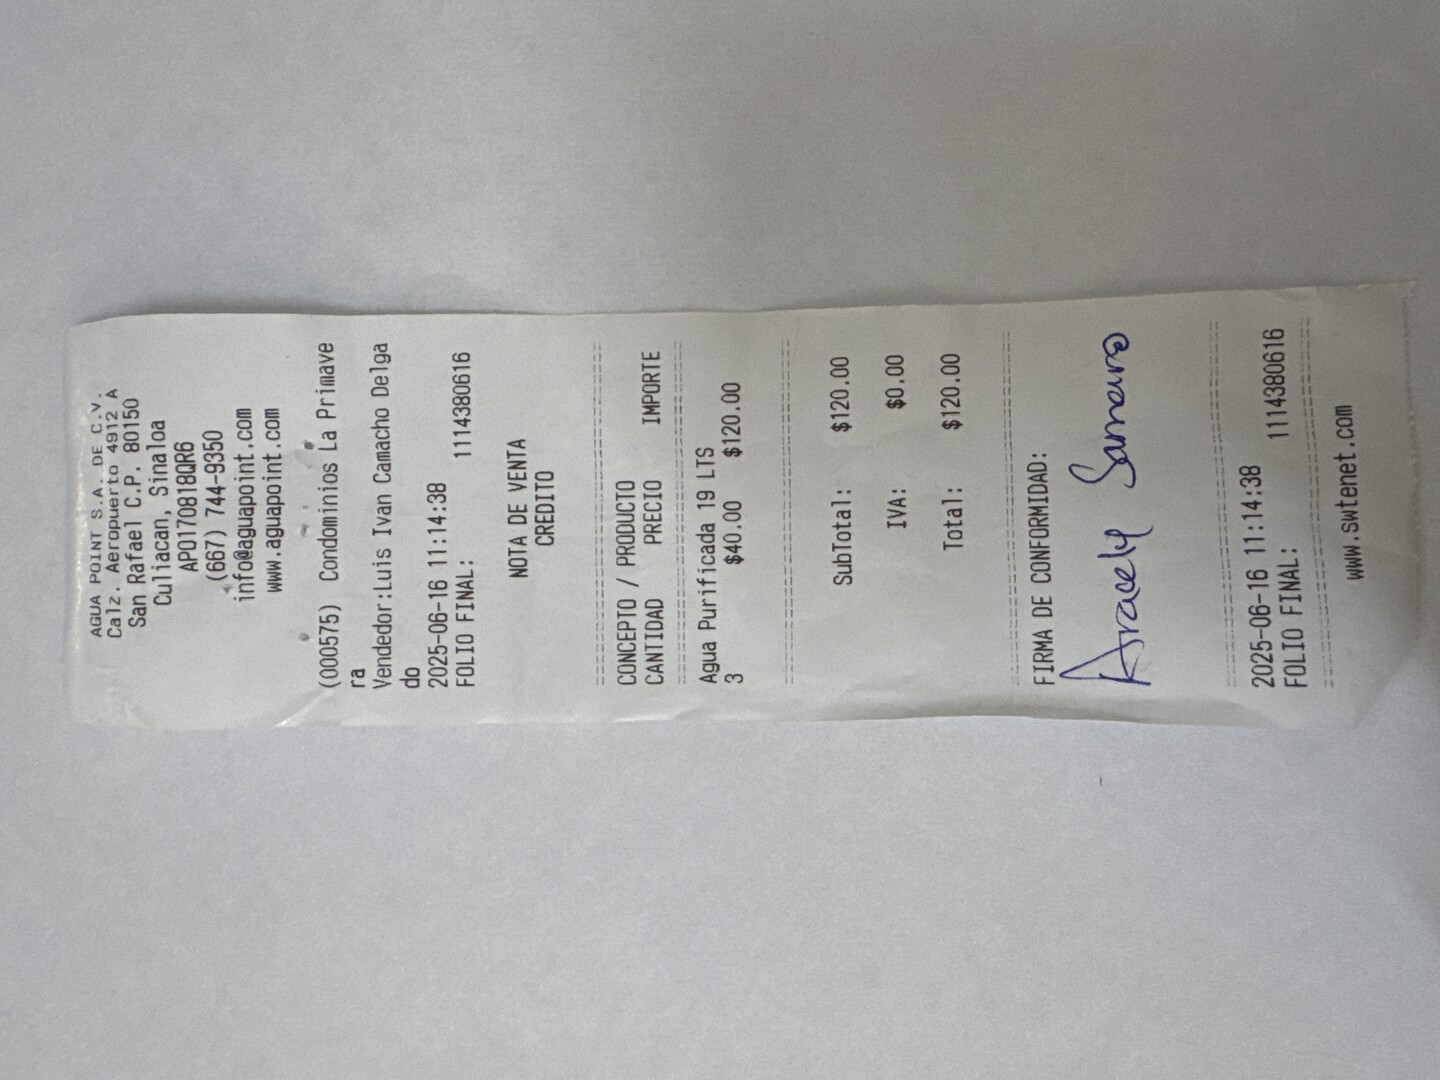 AGUA POINT S.A. DE C.V.
Calz. Aeropuerto 4912 A
San Rafael C.P. 80150
Culiacan, Sinaloa
APO170818QR6
(667) 744-9350
info@aguapoint.com
www.aguapoint.com
(000575) Condominios La Primave
ra
Vendedor:Luis Ivan Camacho Delga
do
2025-06-16 11:14:38
FOLIO FINAL: 1114380616
NOTA DE VENTA
CREDITO
CONCEPTO / PRODUCTO
CANTIDAD PRECIO IMPORTE
Agua Purificada 19 LTS
3 $40.00 $120.00
SubTotal: $120.00
IVA: $0.00
Total: $120.00
FIRMA DE CONFORMIDAD:
Aracely
2025-06-16 11:14:38
FOLIO FINAL: 1114380616
www.swtenet.com